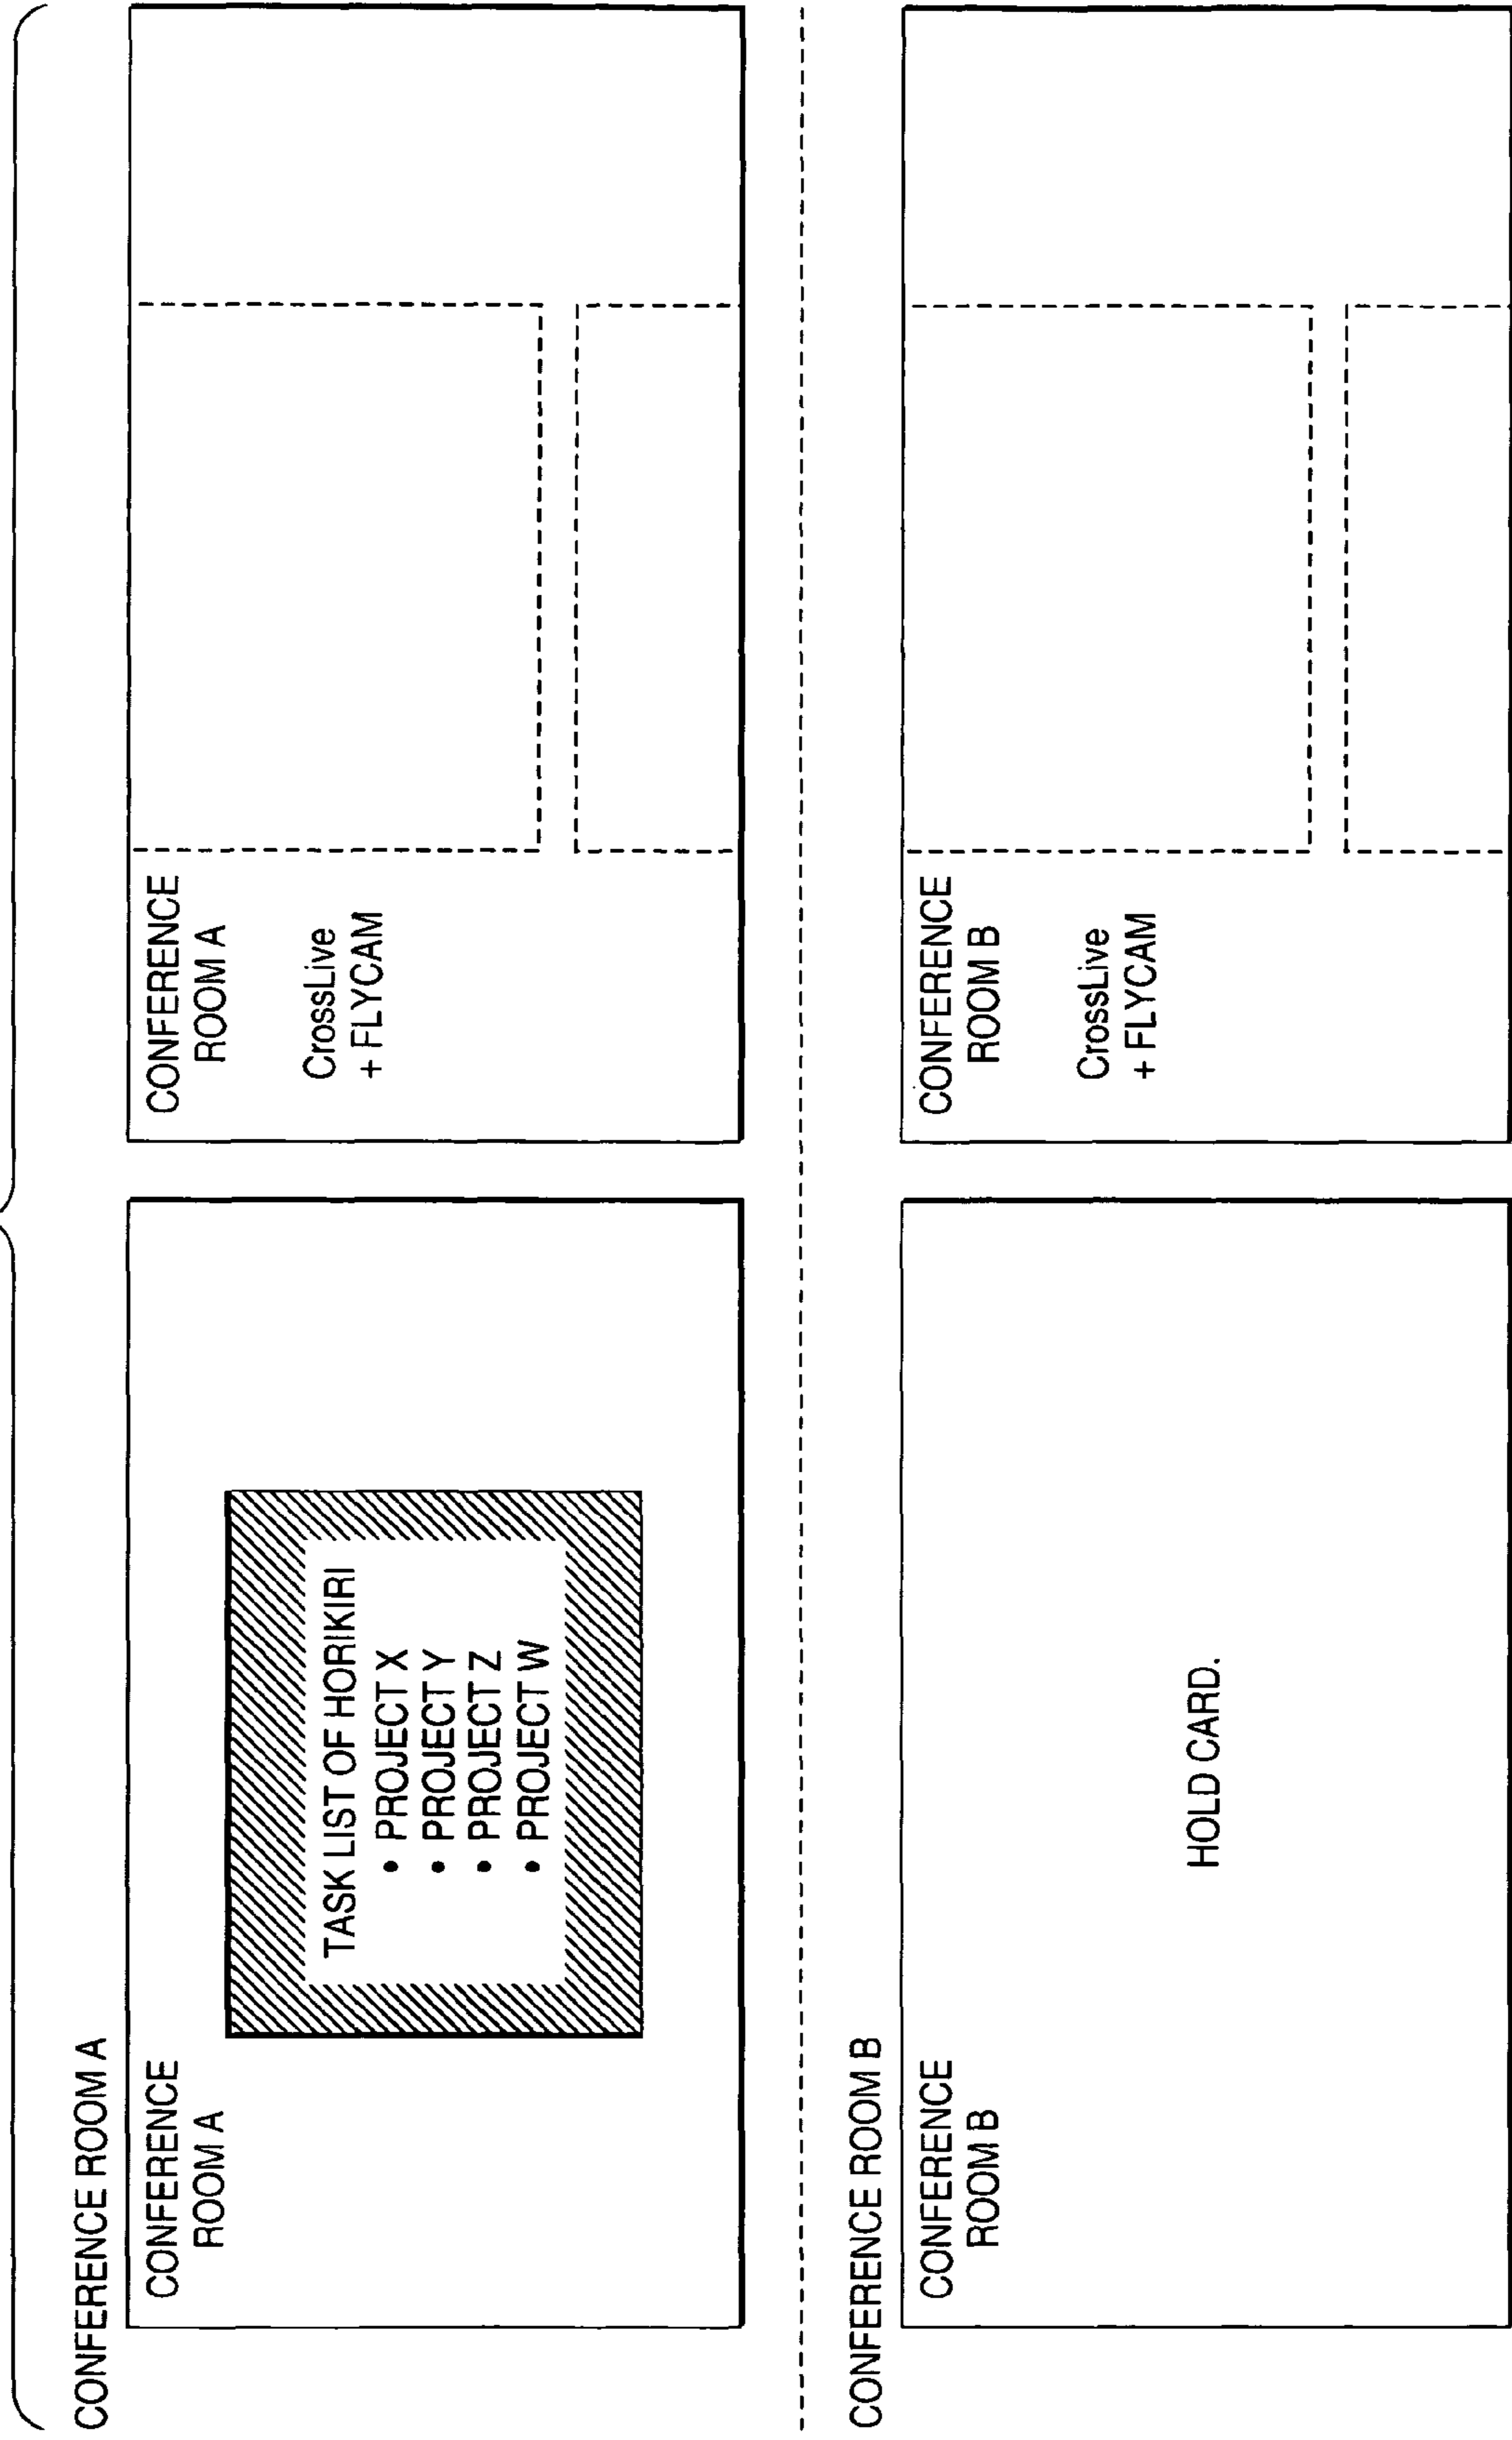 CONFERENCE ROOM A
CONFERENCE
ROOM A
TASK LIST OF HORIKIRI
• PROJECT X
• PROJECT Y
• PROJECT Z
• PROJECT W
CONFERENCE
ROOM A
CrossLive
+ FLYCAM
CONFERENCE ROOM B
CONFERENCE
ROOM B
HOLD CARD.
CONFERENCE
ROOM B
CrossLive
+ FLYCAM